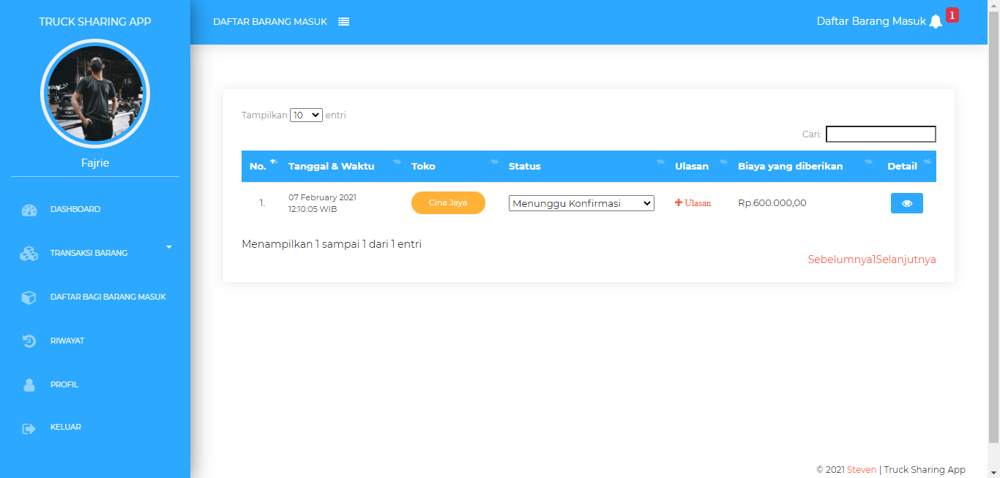 TRUCK SHARING APP
Fajrie
DASHBOARD
TRANSAKSI BARANG
DAFTAR BAGI BARANG MASUK
RIWAYAT
PROFIL
KELUAR
DAFTAR BARANG MASUK
Daftar Barang Masuk 1
Tampilkan 10 entri
Cari:
No. Tanggal & Waktu Toko Status Ulasan Biaya yang diberikan Detail
1. 07 February 2021 12:10:05 WIB Cina Jaya Menunggu Konfirmasi Ulasan Rp.600.000,00
Menampilkan 1 sampai 1 dari 1 entri
Sebelumnya1Selanjutnya
© 2021 Steven | Truck Sharing App